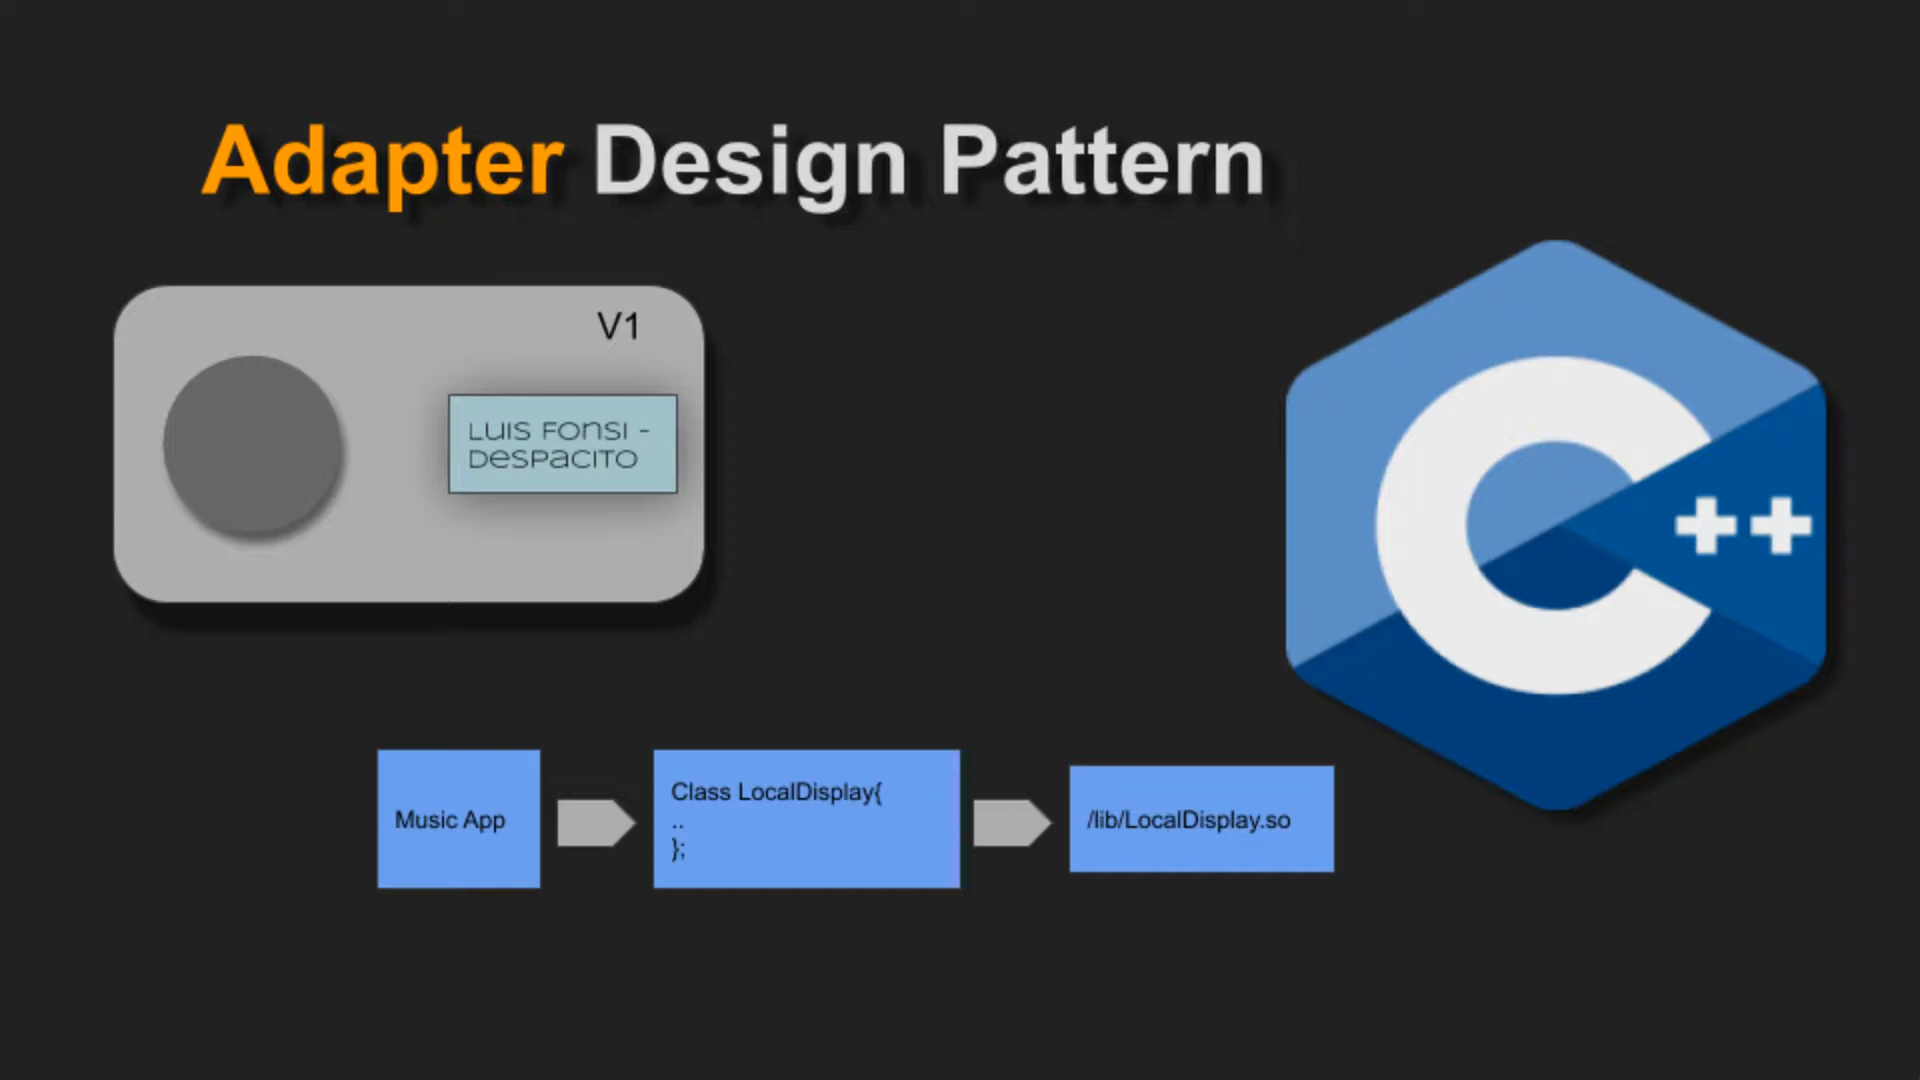 Adapter Design Pattern
V1
LUIS FONSI -
DESPACITO
C++
Music App
Class LocalDisplay{
..
};
/lib/LocalDisplay.so